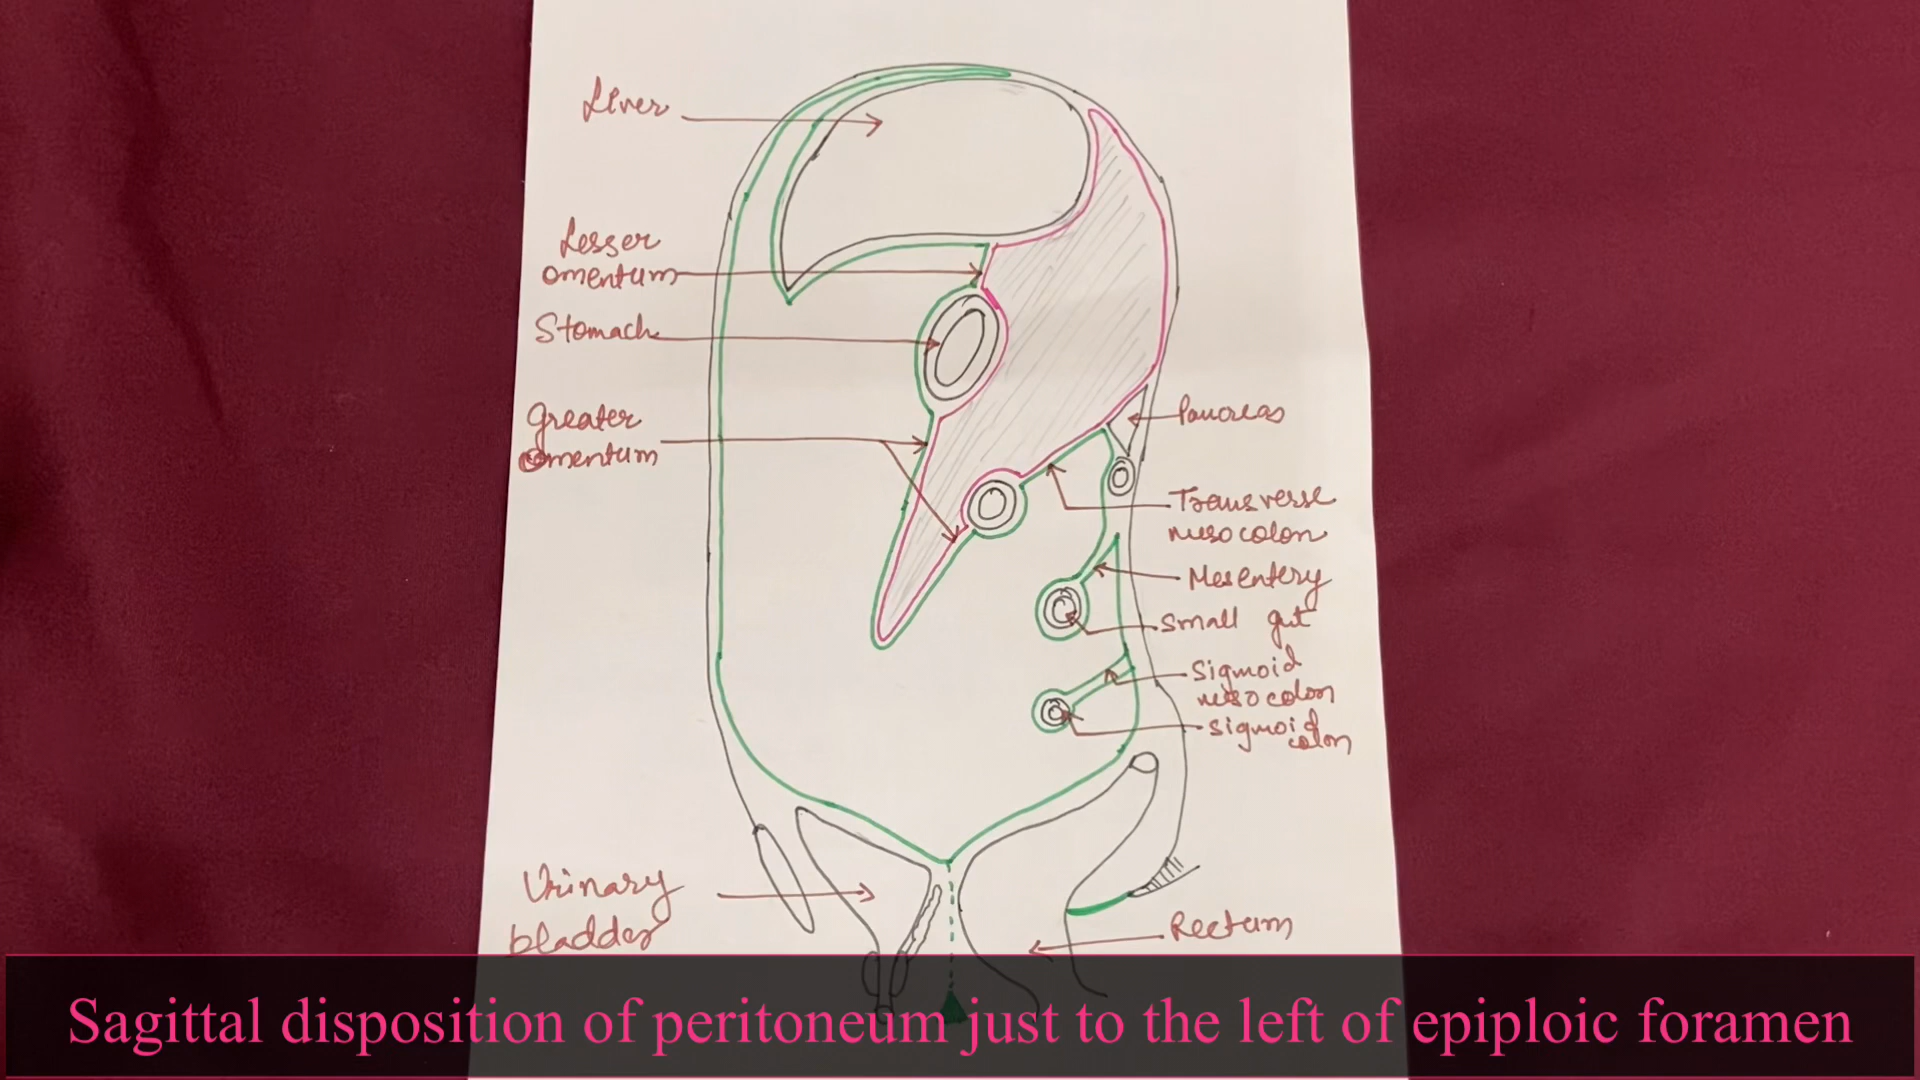 Liver
Lesser
omentum
Stomach
Greater
omentum
Pancreas
Transverse
mesocolon
Mesentery
Small gut
Sigmoid
mesocolon
Sigmoid
colon
Urinary
bladder
Rectum
Sagittal disposition of peritoneum just to the left of epiploic foramen